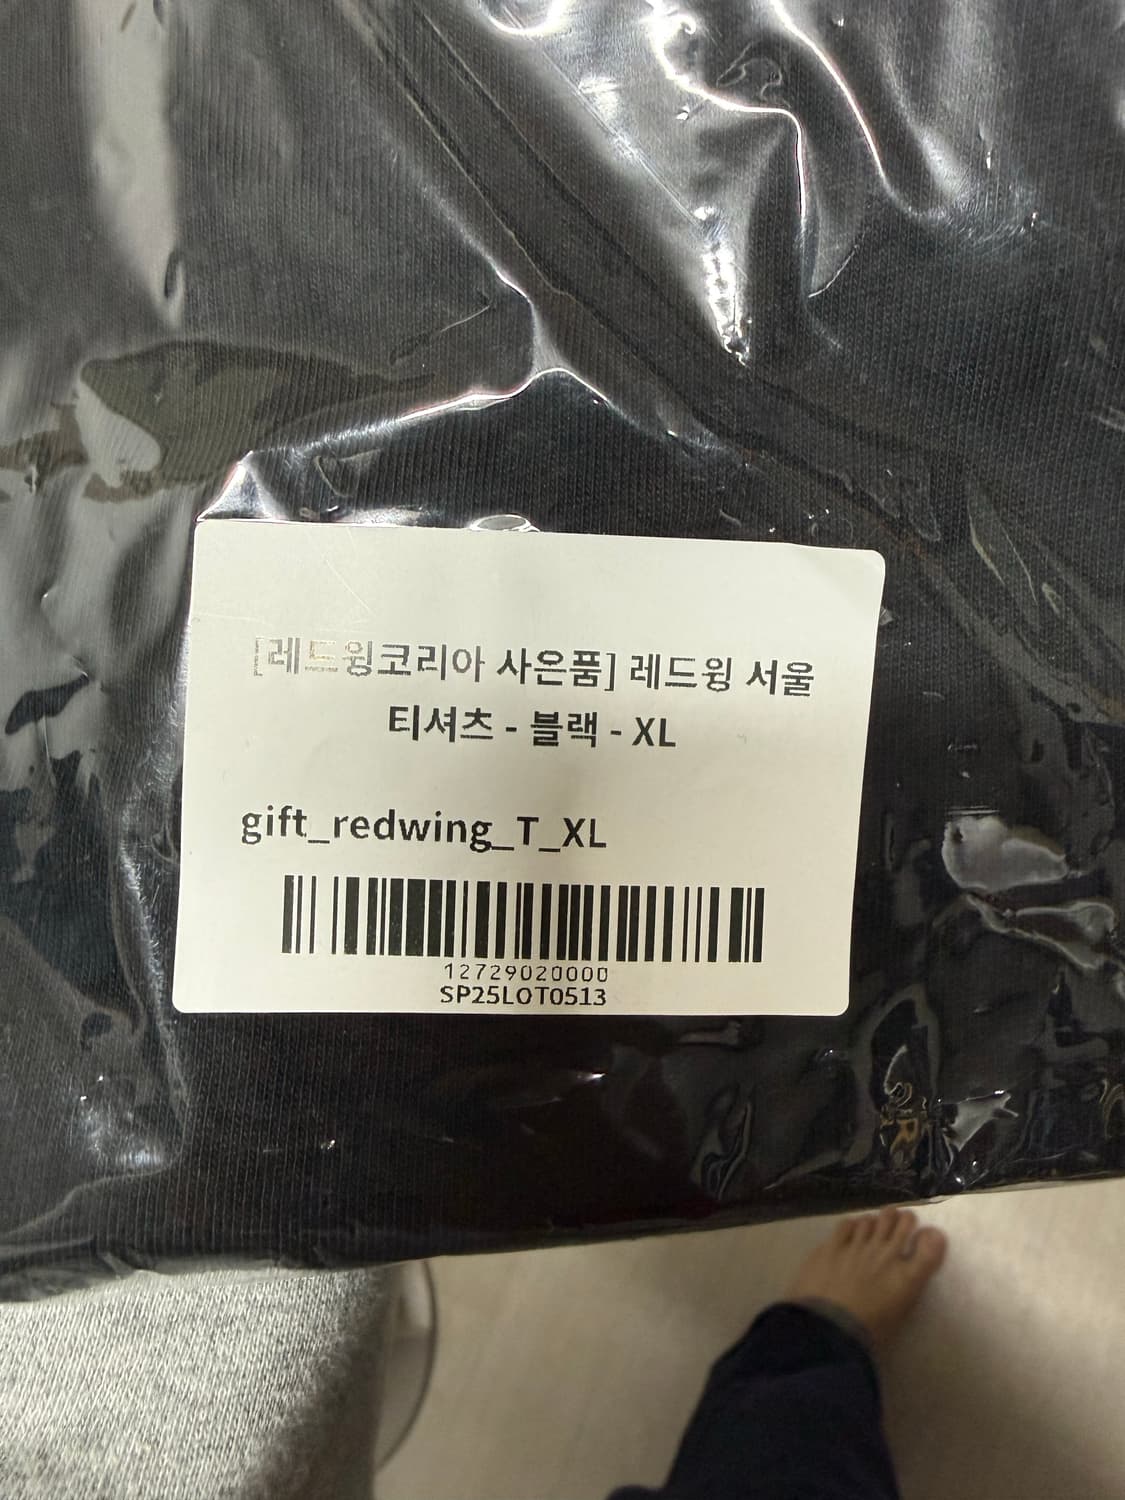 [레드윙코리아 사은품] 레드윙 서울
티셔츠 - 블랙 - XL
gift_redwing_T_XL
12729020000
SP25LOT0513